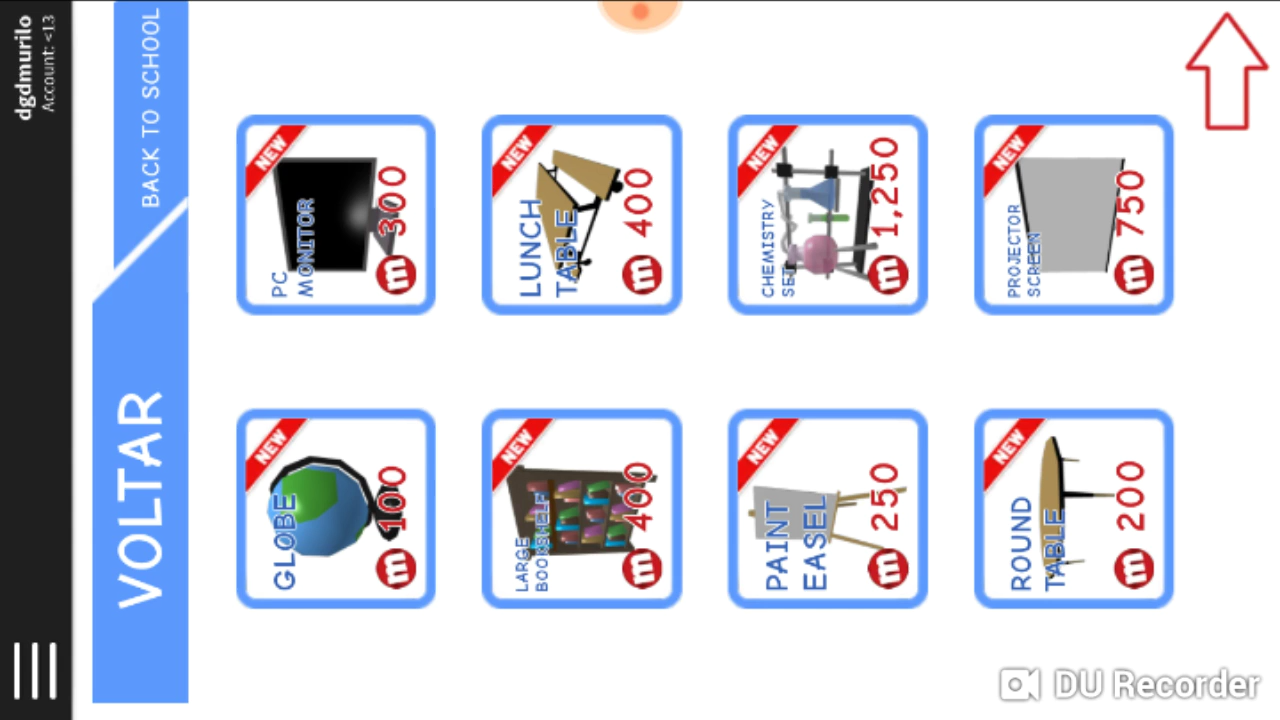 dgdmurilo
Account: <13
VOLTAR
BACK TO SCHOOL
NEW
GLOBE
100
NEW
PC
MONITOR
300
NEW
LARGE
BOOKSHELF
400
NEW
LUNCH
TABLE
400
NEW
PAINT
EASEL
250
NEW
CHEMISTRY
SET
1,250
NEW
ROUND
TABLE
200
NEW
PROJECTOR
SCREEN
750
DU Recorder